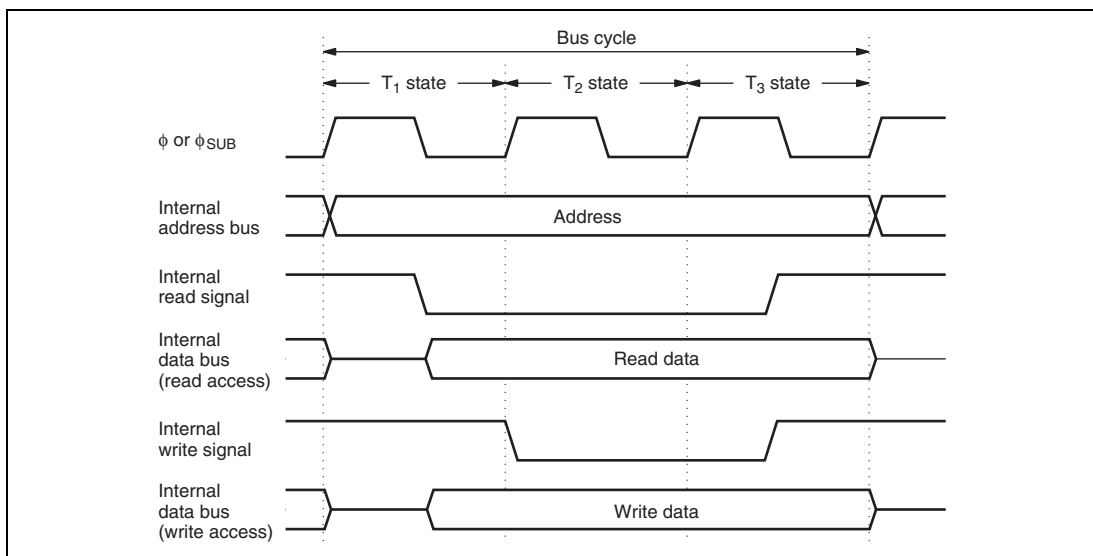 Bus cycle
T₁ state
T₂ state
T₃ state
ϕ or ϕSUB
Internal
address bus
Address
Internal
read signal
Internal
data bus
(read access)
Read data
Internal
write signal
Internal
data bus
(write access)
Write data